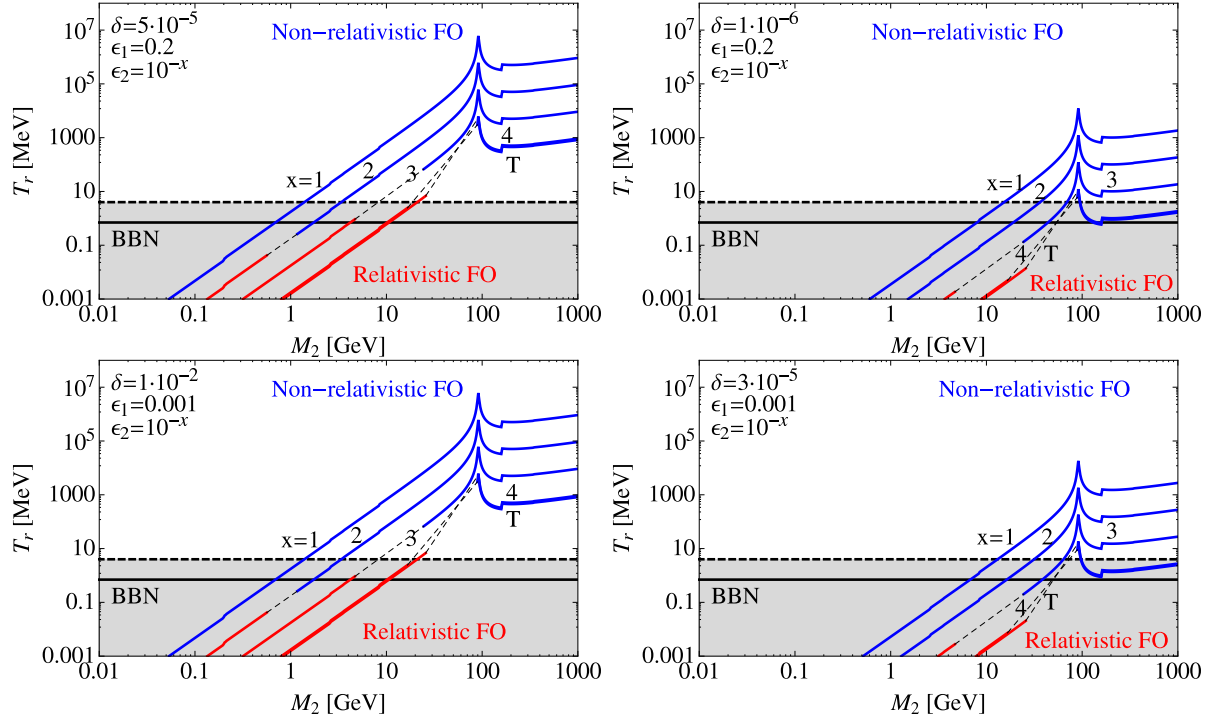 δ=5·10⁻⁵
ϵ₁=0.2
ϵ₂=10⁻ˣ
Non−relativistic FO
10⁷
10⁵
1000
10
0.1
0.001
Tᵣ [MeV]
x=1
2
3
4
T
BBN
Relativistic FO
0.01
0.1
1
10
100
1000
M₂ [GeV]
δ=1·10⁻⁶
ϵ₁=0.2
ϵ₂=10⁻ˣ
Non−relativistic FO
10⁷
10⁵
1000
10
0.1
0.001
Tᵣ [MeV]
x=1
2
3
4
T
BBN
Relativistic FO
0.01
0.1
1
10
100
1000
M₂ [GeV]
δ=1·10⁻²
ϵ₁=0.001
ϵ₂=10⁻ˣ
Non−relativistic FO
10⁷
10⁵
1000
10
0.1
0.001
Tᵣ [MeV]
x=1
2
3
4
T
BBN
Relativistic FO
0.01
0.1
1
10
100
1000
M₂ [GeV]
δ=3·10⁻⁵
ϵ₁=0.001
ϵ₂=10⁻ˣ
Non−relativistic FO
10⁷
10⁵
1000
10
0.1
0.001
Tᵣ [MeV]
x=1
2
3
4
T
BBN
Relativistic FO
0.01
0.1
1
10
100
1000
M₂ [GeV]